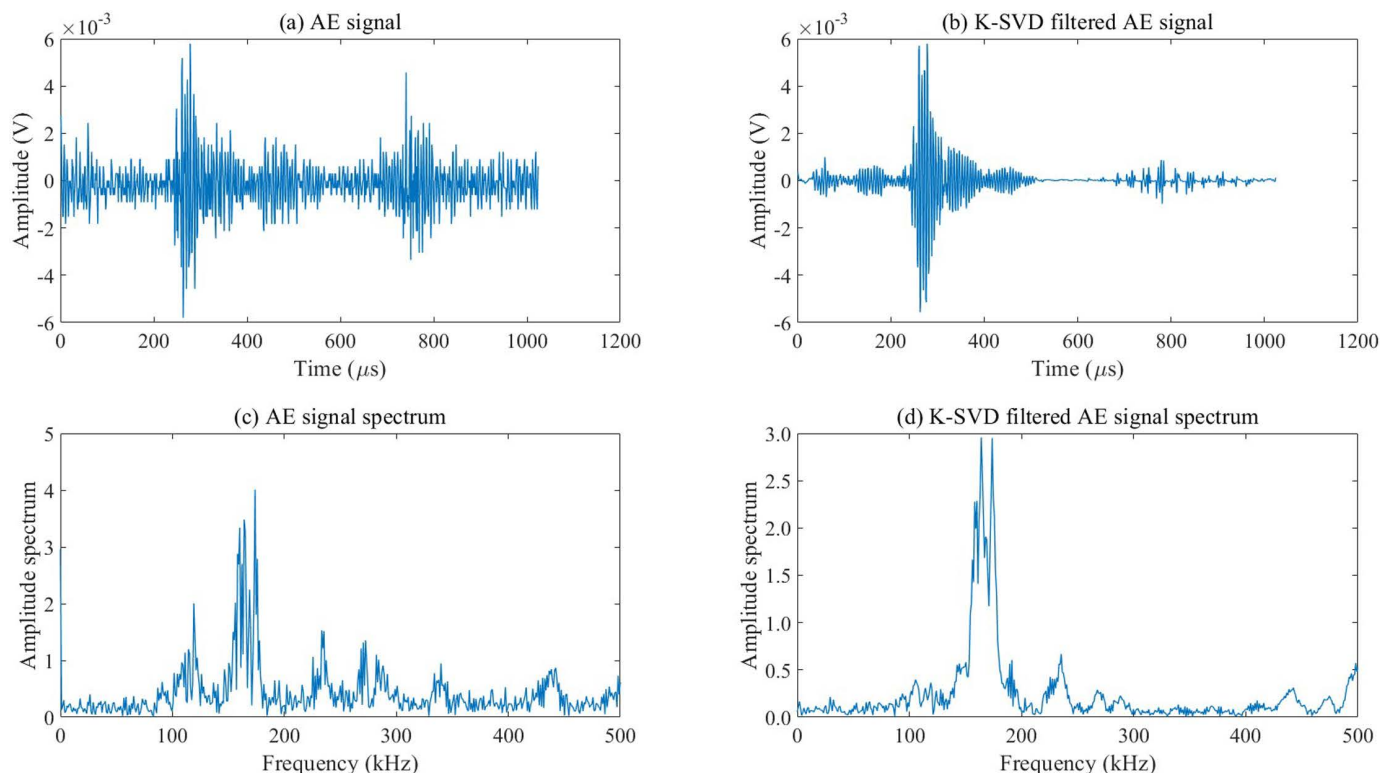 (a) AE signal
×10⁻³
6
4
2
0
-2
-4
-6
Amplitude (V)
0 200 400 600 800 1000 1200
Time (μs)
(b) K-SVD filtered AE signal
×10⁻³
6
4
2
0
-2
-4
-6
Amplitude (V)
0 200 400 600 800 1000 1200
Time (μs)
(c) AE signal spectrum
5
4
3
2
1
0
Amplitude spectrum
0 100 200 300 400 500
Frequency (kHz)
(d) K-SVD filtered AE signal spectrum
3.0
2.5
2.0
1.5
1.0
0.5
0.0
Amplitude spectrum
0 100 200 300 400 500
Frequency (kHz)